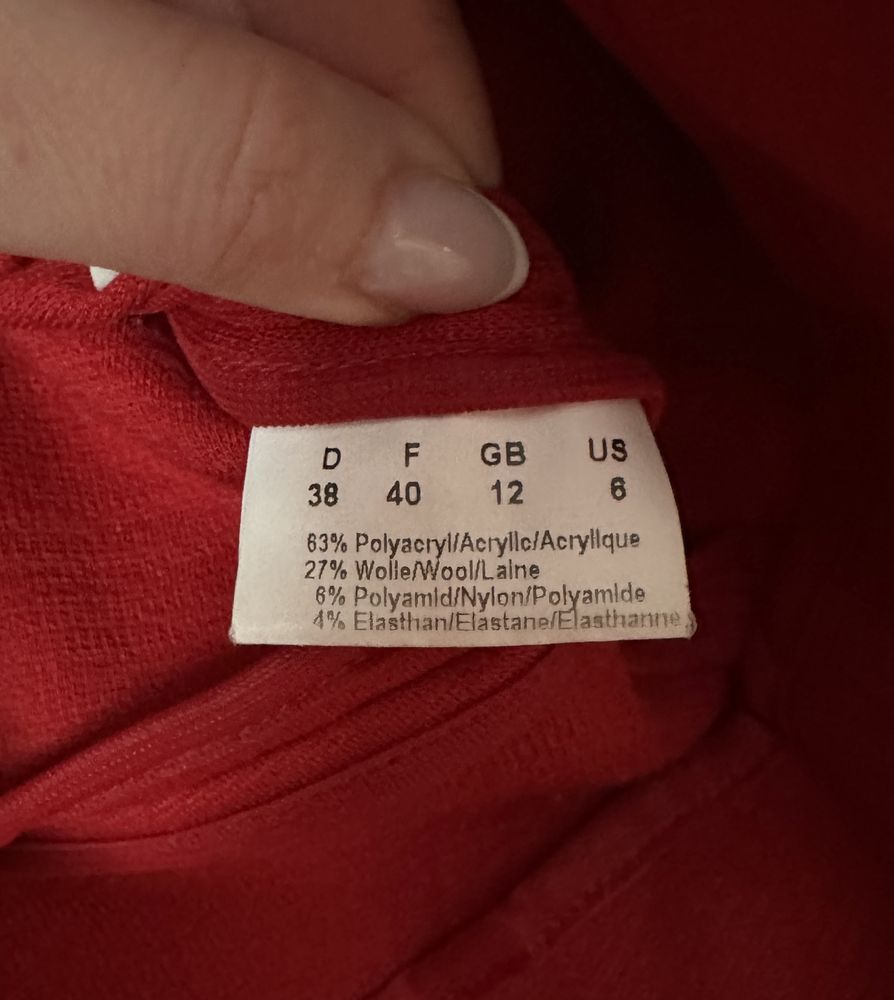 D F GB US
38 40 12 6
63% Polyacryl/Acrylic/Acrylique
27% Wolle/Wool/Laine
6% Polyamid/Nylon/Polyamide
4% Elasthan/Elastane/Elasthanne